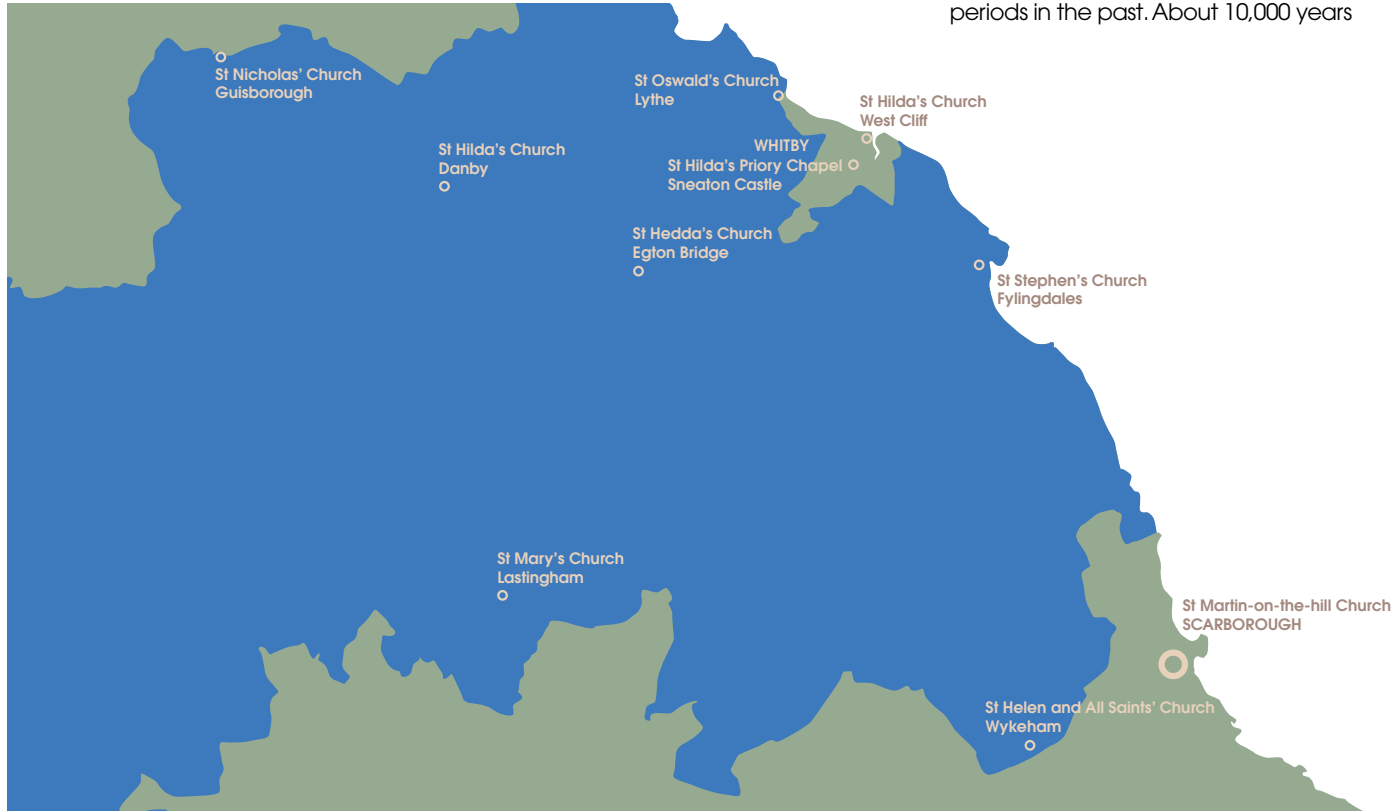 periods in the past. About 10,000 years
St Nicholas’ Church
Guisborough
St Oswald’s Church
Lythe
St Hilda’s Church
West Cliff
WHITBY
St Hilda’s Priory Chapel
Sneaton Castle
St Hilda’s Church
Danby
St Hedda’s Church
Egton Bridge
St Stephen’s Church
Fylingdales
St Mary’s Church
Lastingham
St Martin-on-the-hill Church
SCARBOROUGH
St Helen and All Saints’ Church
Wykeham